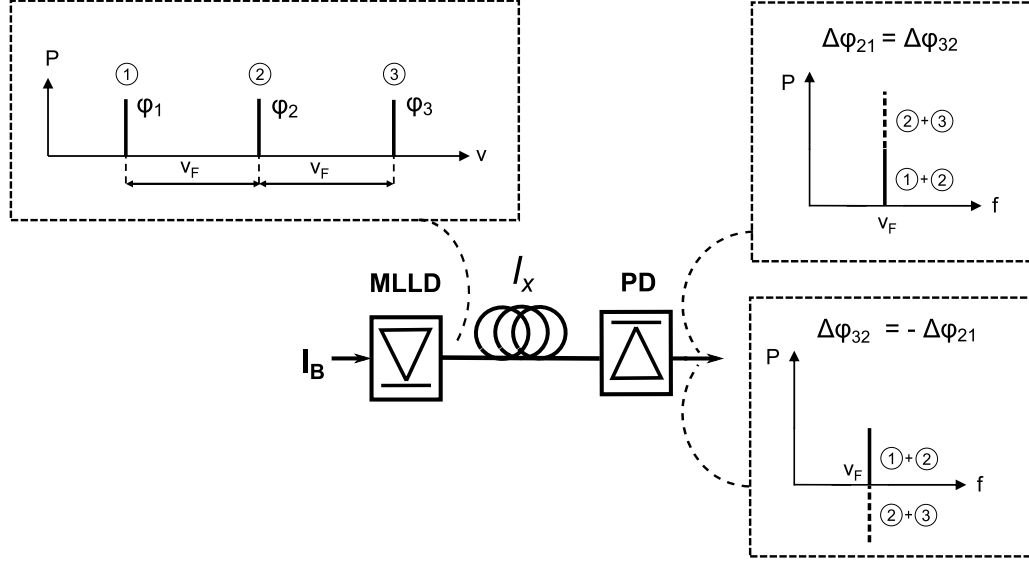 P
① ② ③
φ1 φ2 φ3
v
vF vF
Δφ21 = Δφ32
P
②+③
①+②
f
vF
MLLD
lx
PD
IB
Δφ32 = - Δφ21
P
①+②
vF
f
②+③